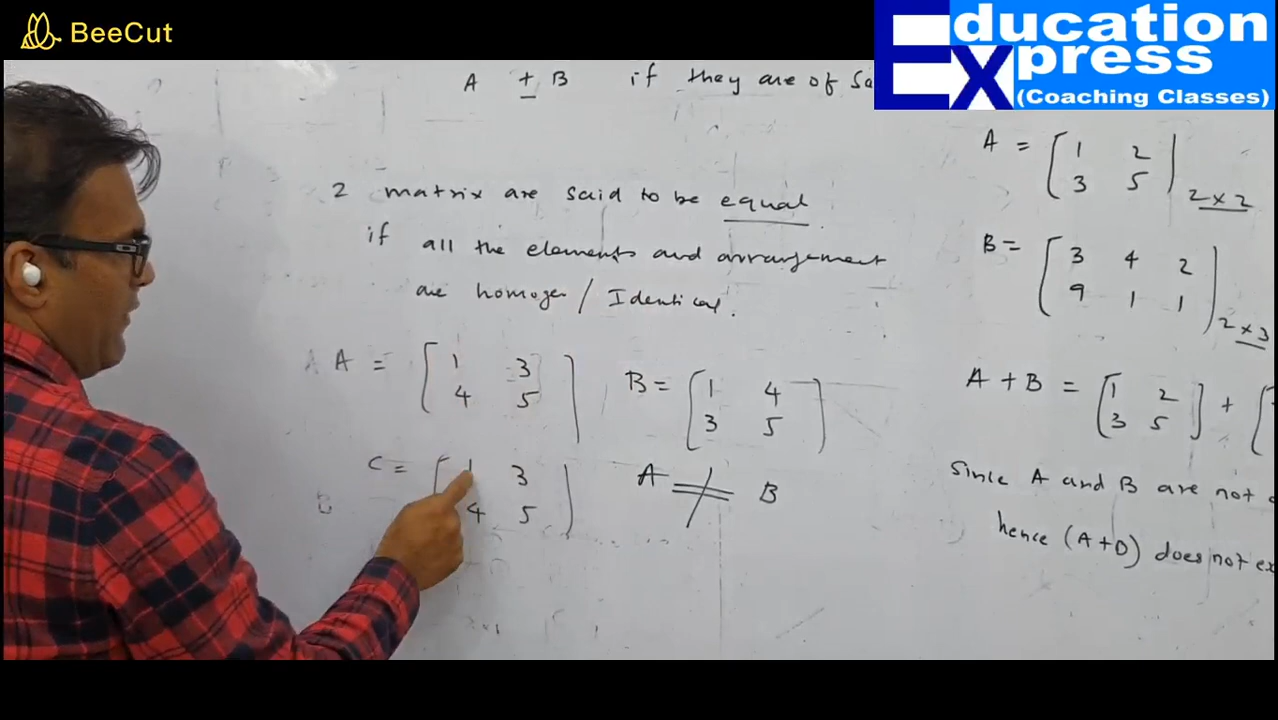 BeeCut
Education
Express
(Coaching Classes)
A ± B if they are of Sa
2 matrix are said to be equal.
if all the elements and arrangement
are homogen / Identical.
A A = [ 1 3
4 5 ]
B = [ 1 4
3 5 ]
C = [ 1 3
4 5 ]
A ≠ B
B
A = [ 1 2
3 5 ] 2×2
B = [ 3 4 2
9 1 1 ] 2×3
A + B = [ 1 2
3 5 ] + [
Since A and B are not
hence (A+B) does not ex